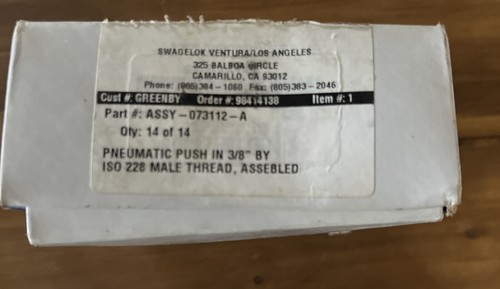 SWAGELOK VENTURA/LOS ANGELES
325 BALBOA CIRCLE
CAMARILLO, CA 93012
Phone: (805)384-1060 Fax: (805)383-2046
Cust #: GREENBY Order #: 98414138 Item #: 1
Part #: ASSY-073112-A
Qty: 14 of 14
PNEUMATIC PUSH IN 3/8" BY
ISO 228 MALE THREAD, ASSEBLED